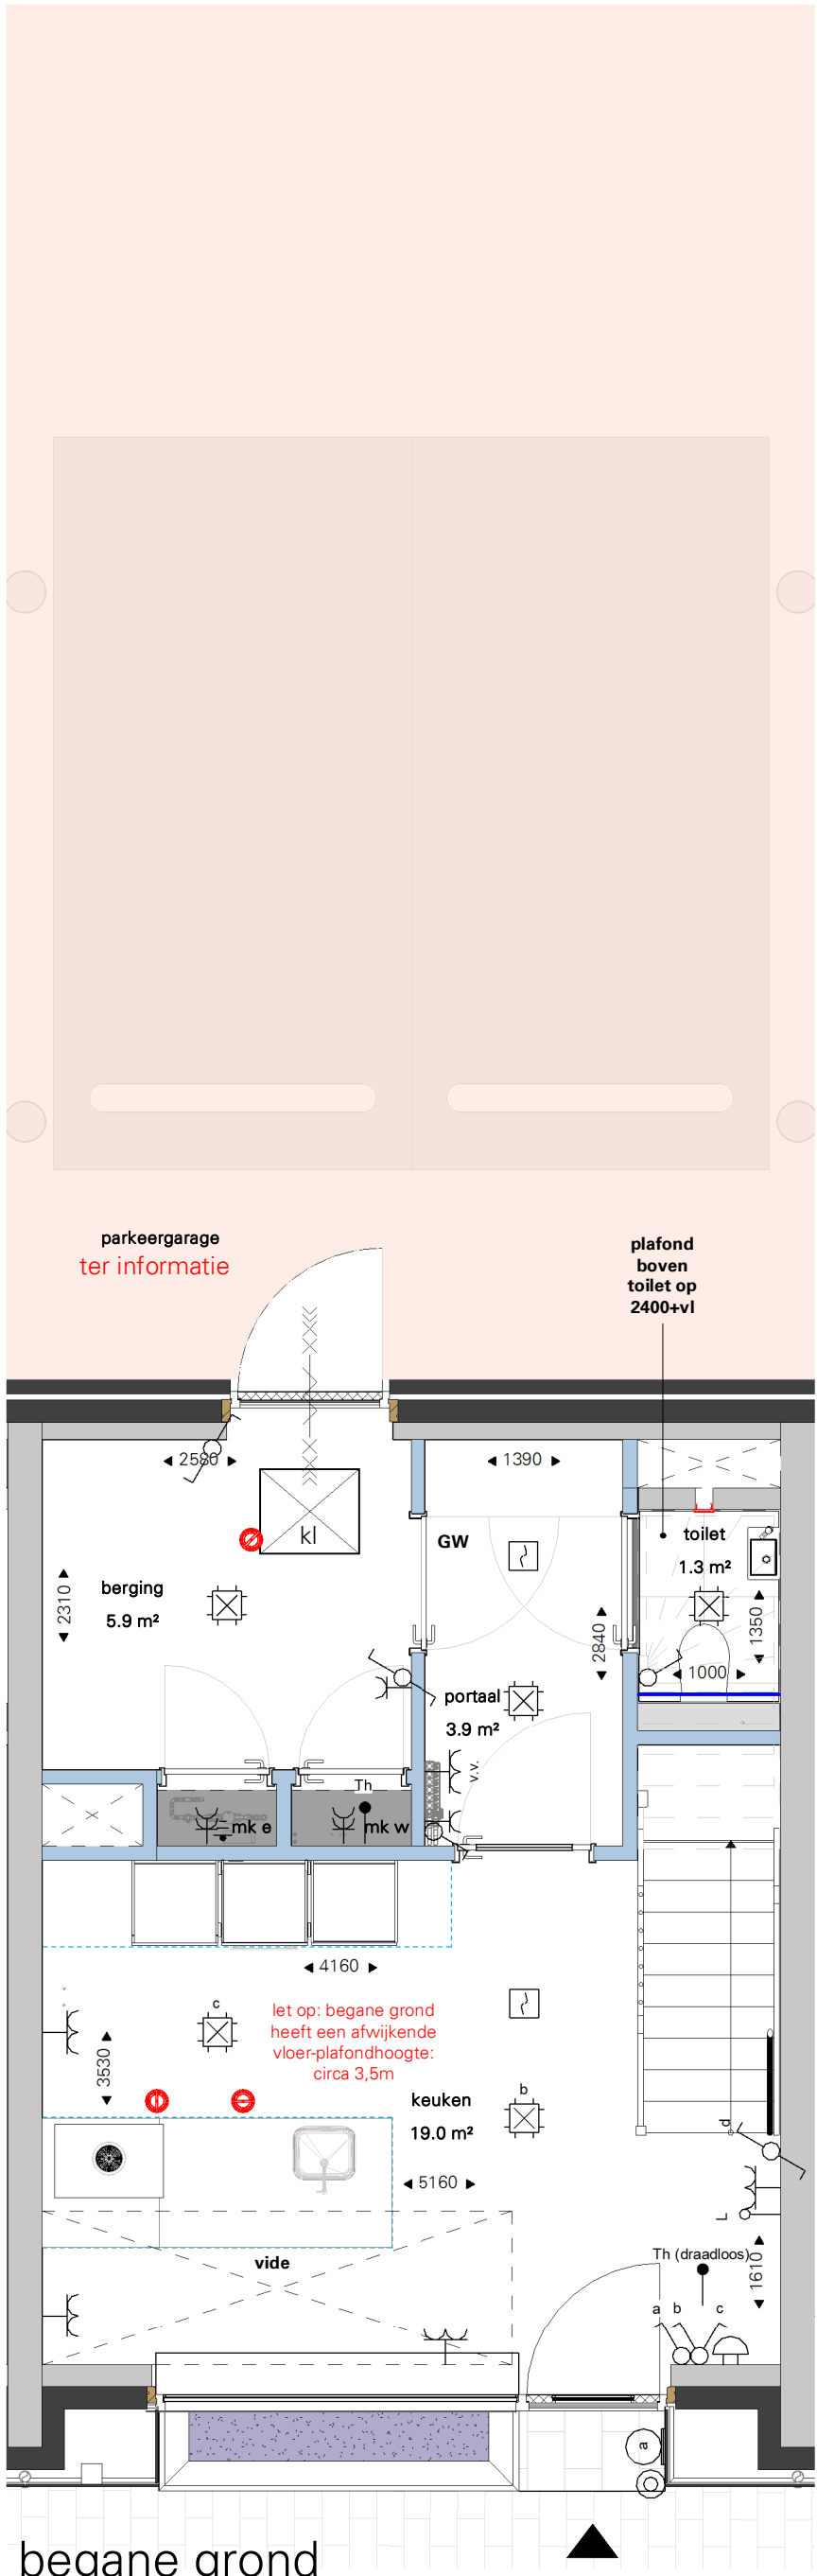 parkeergarage
ter informatie
plafond
boven
toilet op
2400+vl
2580
1390
kl
GW
toilet
1.3 m²
berging
5.9 m²
2310
2840
1350
1000
portaal
3.9 m²
v.v.
Th
mk e
mk w
4160
c
let op: begane grond
heeft een afwijkende
vloer-plafondhoogte:
circa 3,5m
3530
b
keuken
19.0 m²
d
5160
L
vide
Th (draadloos)
1610
a b c
a
begane grond